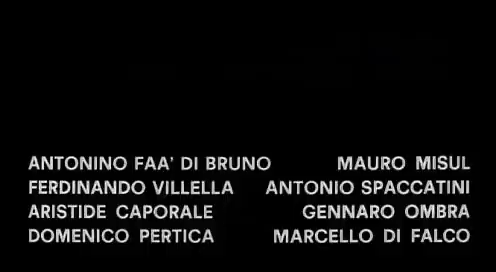 ANTONINO FAA' DI BRUNO MAURO MISUL
FERDINANDO VILLELLA ANTONIO SPACCATINI
ARISTIDE CAPORALE GENNARO OMBRA
DOMENICO PERTICA MARCELLO DI FALCO